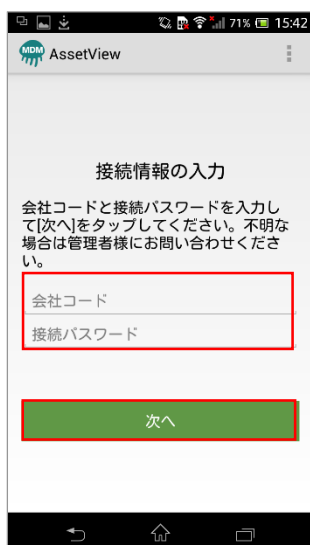 71% 15:42
MDM AssetView
接続情報の入力
会社コードと接続パスワードを入力し
て[次へ]をタップしてください。不明な
場合は管理者様にお問い合わせくださ
い。
会社コード
接続パスワード
次へ